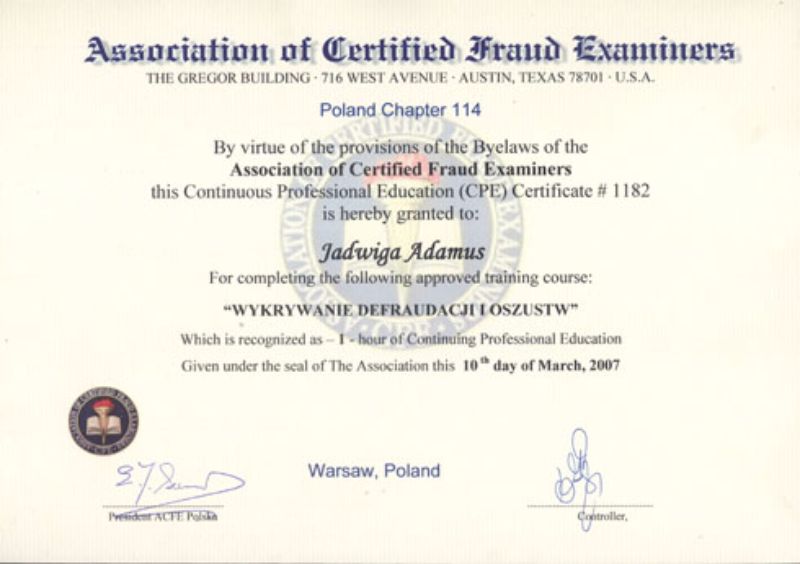 Association of Certified Fraud Examiners
THE GREGOR BUILDING · 716 WEST AVENUE · AUSTIN, TEXAS 78701 · U.S.A.
Poland Chapter 114
By virtue of the provisions of the Byelaws of the
Association of Certified Fraud Examiners
this Continuous Professional Education (CPE) Certificate # 1182
is hereby granted to:
Jadwiga Adamus
For completing the following approved training course:
“WYKRYWANIE DEFRAUDACJI I OSZUSTW”
Which is recognized as – 1 - hour of Continuing Professional Education
Given under the seal of The Association this 10th day of March, 2007
Warsaw, Poland
President ACFE Polska
Controller,